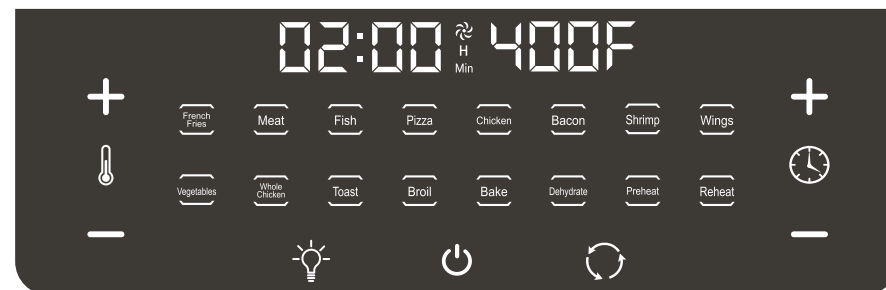 02:00 H Min 400F
French Fries Meat Fish Pizza Chicken Bacon Shrimp Wings
Vegetables Whole Chicken Toast Broil Bake Dehydrate Preheat Reheat